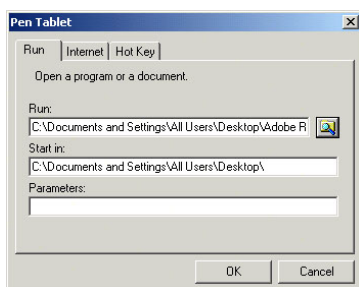 Pen Tablet
Run Internet Hot Key
Open a program or a document.
Run:
C:\Documents and Settings\All Users\Desktop\Adobe R
Start in:
C:\Documents and Settings\All Users\Desktop\
Parameters:
OK Cancel